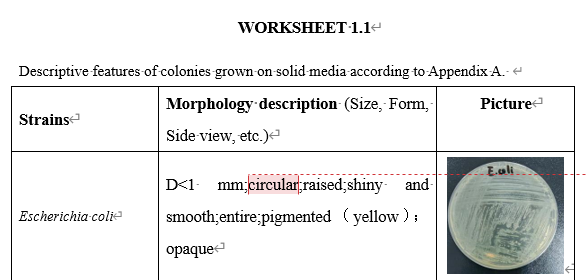 WORKSHEET 1.1
Descriptive features of colonies grown on solid media according to Appendix A.
Strains
Morphology description (Size, Form,
Side view, etc.)
Picture
Escherichia coli
D<1 mm;circular;raised;shiny and
smooth;entire;pigmented（yellow）;
opaque
E.coli